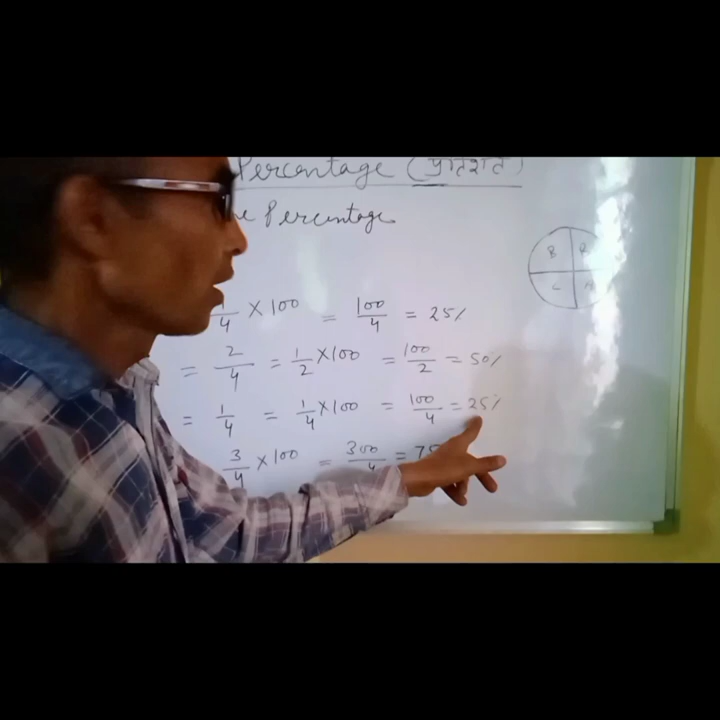 Percentage (प्रतिशत)
Percentage
B
C
1/4 × 100 = 100/4 = 25%
= 2/4 = 1/2 × 100 = 100/2 = 50%
= 1/4 = 1/4 × 100 = 100/4 = 25%
3/4 × 100 = 300/4 = 75